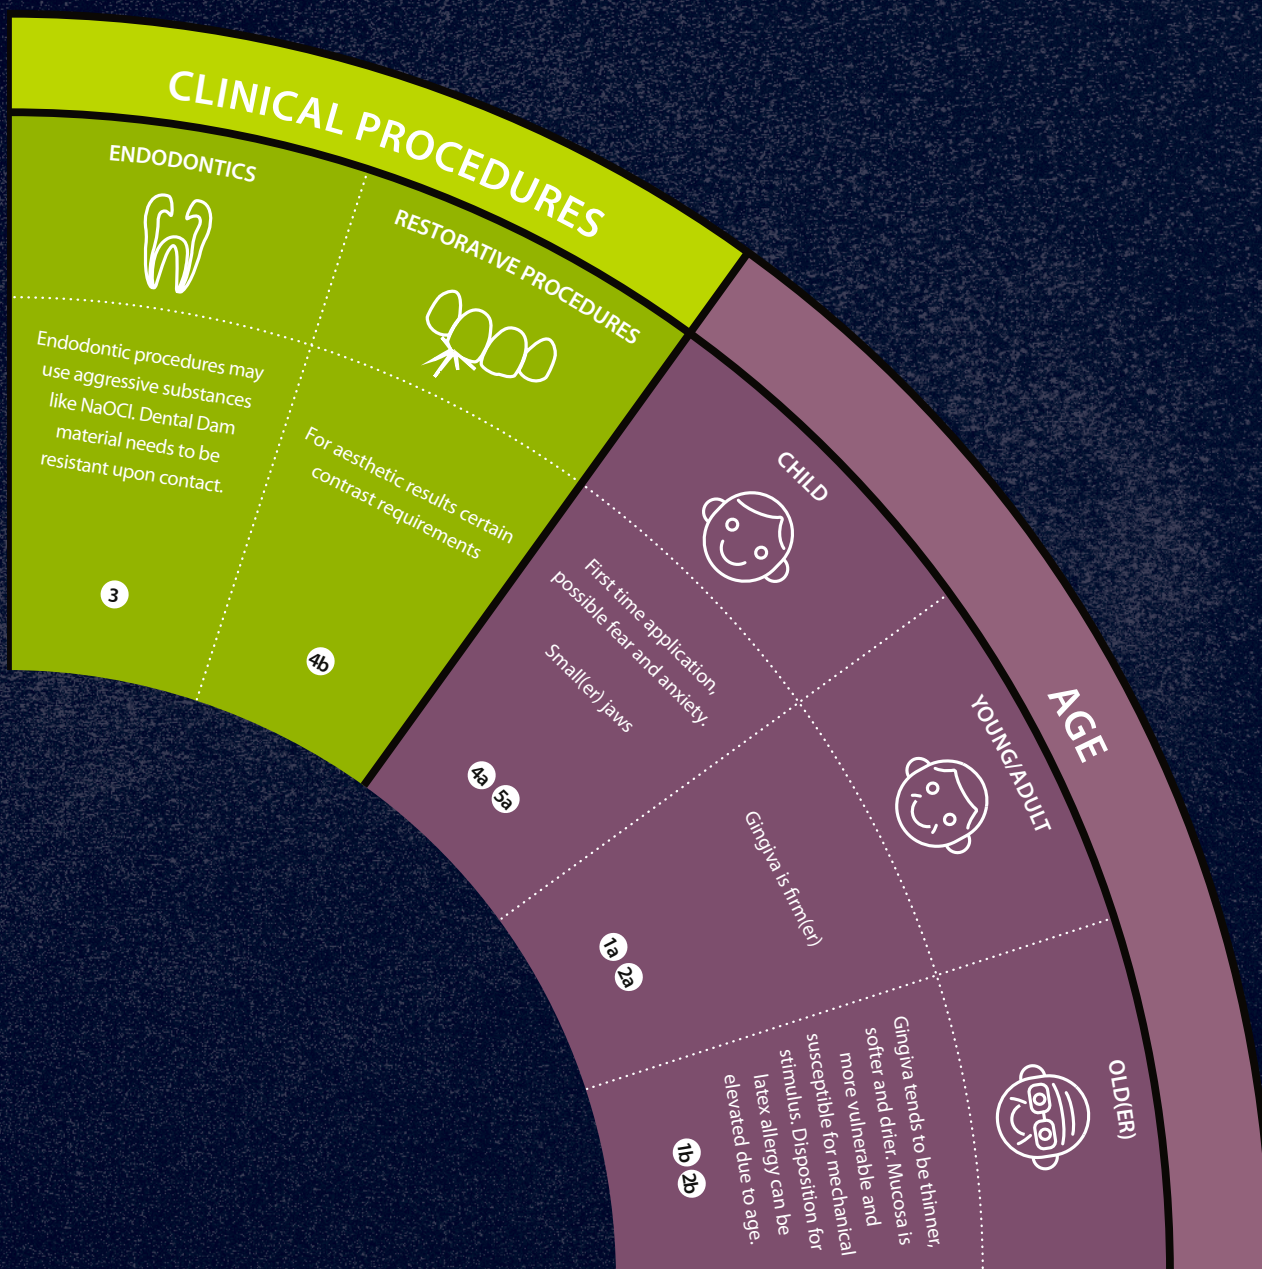 CLINICAL PROCEDURES
ENDODONTICS
Endodontic procedures may
use aggressive substances
like NaOCl. Dental Dam
material needs to be
resistant upon contact.
3
RESTORATIVE PROCEDURES
For aesthetic results certain
contrast requirements
4b
AGE
CHILD
First time application,
possible fear and anxiety.
Small(er) jaws
4a
5a
YOUNG/ADULT
Gingiva is firm(er)
1a
2a
OLD(ER)
Gingiva tends to be thinner,
softer and drier. Mucosa is
more vulnerable and
susceptible for mechanical
stimulus. Disposition for
latex allergy can be
elevated due to age.
1b
2b